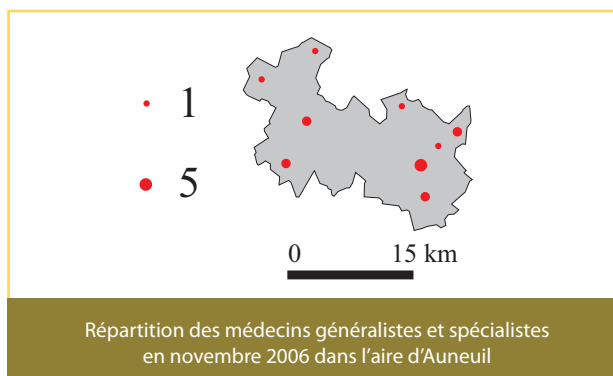 1
5
0 15 km
Répartition des médecins généralistes et spécialistes
en novembre 2006 dans l’aire d’Auneuil